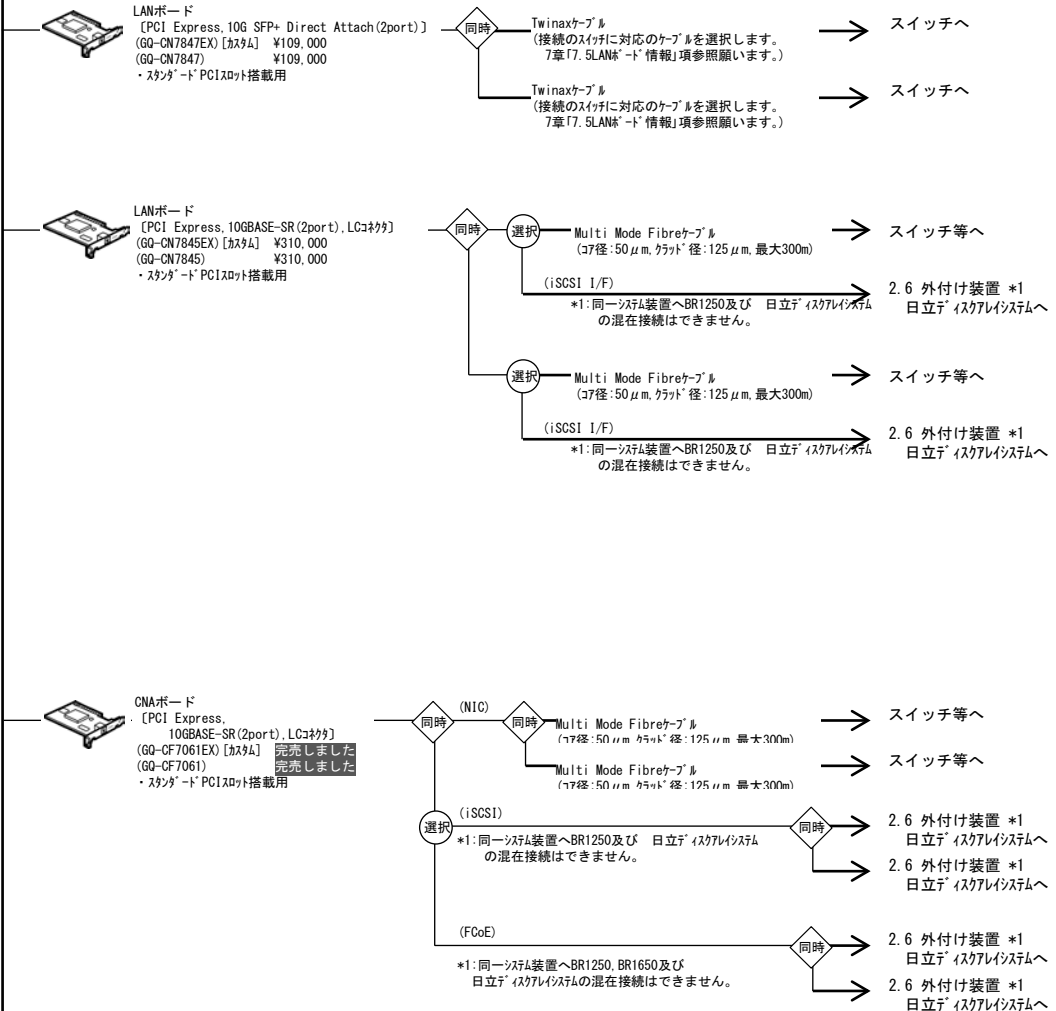 LANボード
〔PCI Express,10G SFP+ Direct Attach(2port)〕
(GQ-CN7847EX)[ｶｽﾀﾑ] ¥109,000
(GQ-CN7847) ¥109,000
・ｽﾀﾝﾀﾞｰﾄﾞPCIｽﾛｯﾄ搭載用
同時
Twinaxｹｰﾌﾞﾙ
(接続のｽｲｯﾁに対応のｹｰﾌﾞﾙを選択します。
7章｢7.5LANﾎﾞｰﾄﾞ情報｣項参照願います。)
スイッチへ
Twinaxｹｰﾌﾞﾙ
(接続のｽｲｯﾁに対応のｹｰﾌﾞﾙを選択します。
7章｢7.5LANﾎﾞｰﾄﾞ情報｣項参照願います。)
スイッチへ
LANボード
〔PCI Express,10GBASE-SR(2port),LCｺﾈｸﾀ〕
(GQ-CN7845EX)[ｶｽﾀﾑ] ¥310,000
(GQ-CN7845) ¥310,000
・ｽﾀﾝﾀﾞｰﾄﾞPCIｽﾛｯﾄ搭載用
同時
選択
Multi Mode Fibreｹｰﾌﾞﾙ
(ｺｱ径:50μm,ｸﾗｯﾄﾞ径:125μm,最大300m)
スイッチ等へ
(iSCSI I/F)
*1:同一ｼｽﾃﾑ装置へBR1250及び 日立ﾃﾞｨｽｸｱﾚｲｼｽﾃﾑ
の混在接続はできません。
2.6 外付け装置 *1
日立ﾃﾞｨｽｸｱﾚｲｼｽﾃﾑへ
選択
Multi Mode Fibreｹｰﾌﾞﾙ
(ｺｱ径:50μm,ｸﾗｯﾄﾞ径:125μm,最大300m)
スイッチ等へ
(iSCSI I/F)
*1:同一ｼｽﾃﾑ装置へBR1250及び 日立ﾃﾞｨｽｸｱﾚｲｼｽﾃﾑ
の混在接続はできません。
2.6 外付け装置 *1
日立ﾃﾞｨｽｸｱﾚｲｼｽﾃﾑへ
CNAボード
〔PCI Express,
10GBASE-SR(2port),LCｺﾈｸﾀ〕
(GQ-CF7061EX)[ｶｽﾀﾑ] 完売しました
(GQ-CF7061) 完売しました
・ｽﾀﾝﾀﾞｰﾄﾞPCIｽﾛｯﾄ搭載用
同時
(NIC)
同時
Multi Mode Fibreｹｰﾌﾞﾙ
(ｺｱ径:50μm,ｸﾗｯﾄﾞ径:125μm,最大300m)
スイッチ等へ
Multi Mode Fibreｹｰﾌﾞﾙ
(ｺｱ径:50μm,ｸﾗｯﾄﾞ径:125μm,最大300m)
スイッチ等へ
選択
(iSCSI)
*1:同一ｼｽﾃﾑ装置へBR1250及び 日立ﾃﾞｨｽｸｱﾚｲｼｽﾃﾑ
の混在接続はできません。
同時
2.6 外付け装置 *1
日立ﾃﾞｨｽｸｱﾚｲｼｽﾃﾑへ
2.6 外付け装置 *1
日立ﾃﾞｨｽｸｱﾚｲｼｽﾃﾑへ
(FCoE)
*1:同一ｼｽﾃﾑ装置へBR1250,BR1650及び
日立ﾃﾞｨｽｸｱﾚｲｼｽﾃﾑの混在接続はできません。
同時
2.6 外付け装置 *1
日立ﾃﾞｨｽｸｱﾚｲｼｽﾃﾑへ
2.6 外付け装置 *1
日立ﾃﾞｨｽｸｱﾚｲｼｽﾃﾑへ